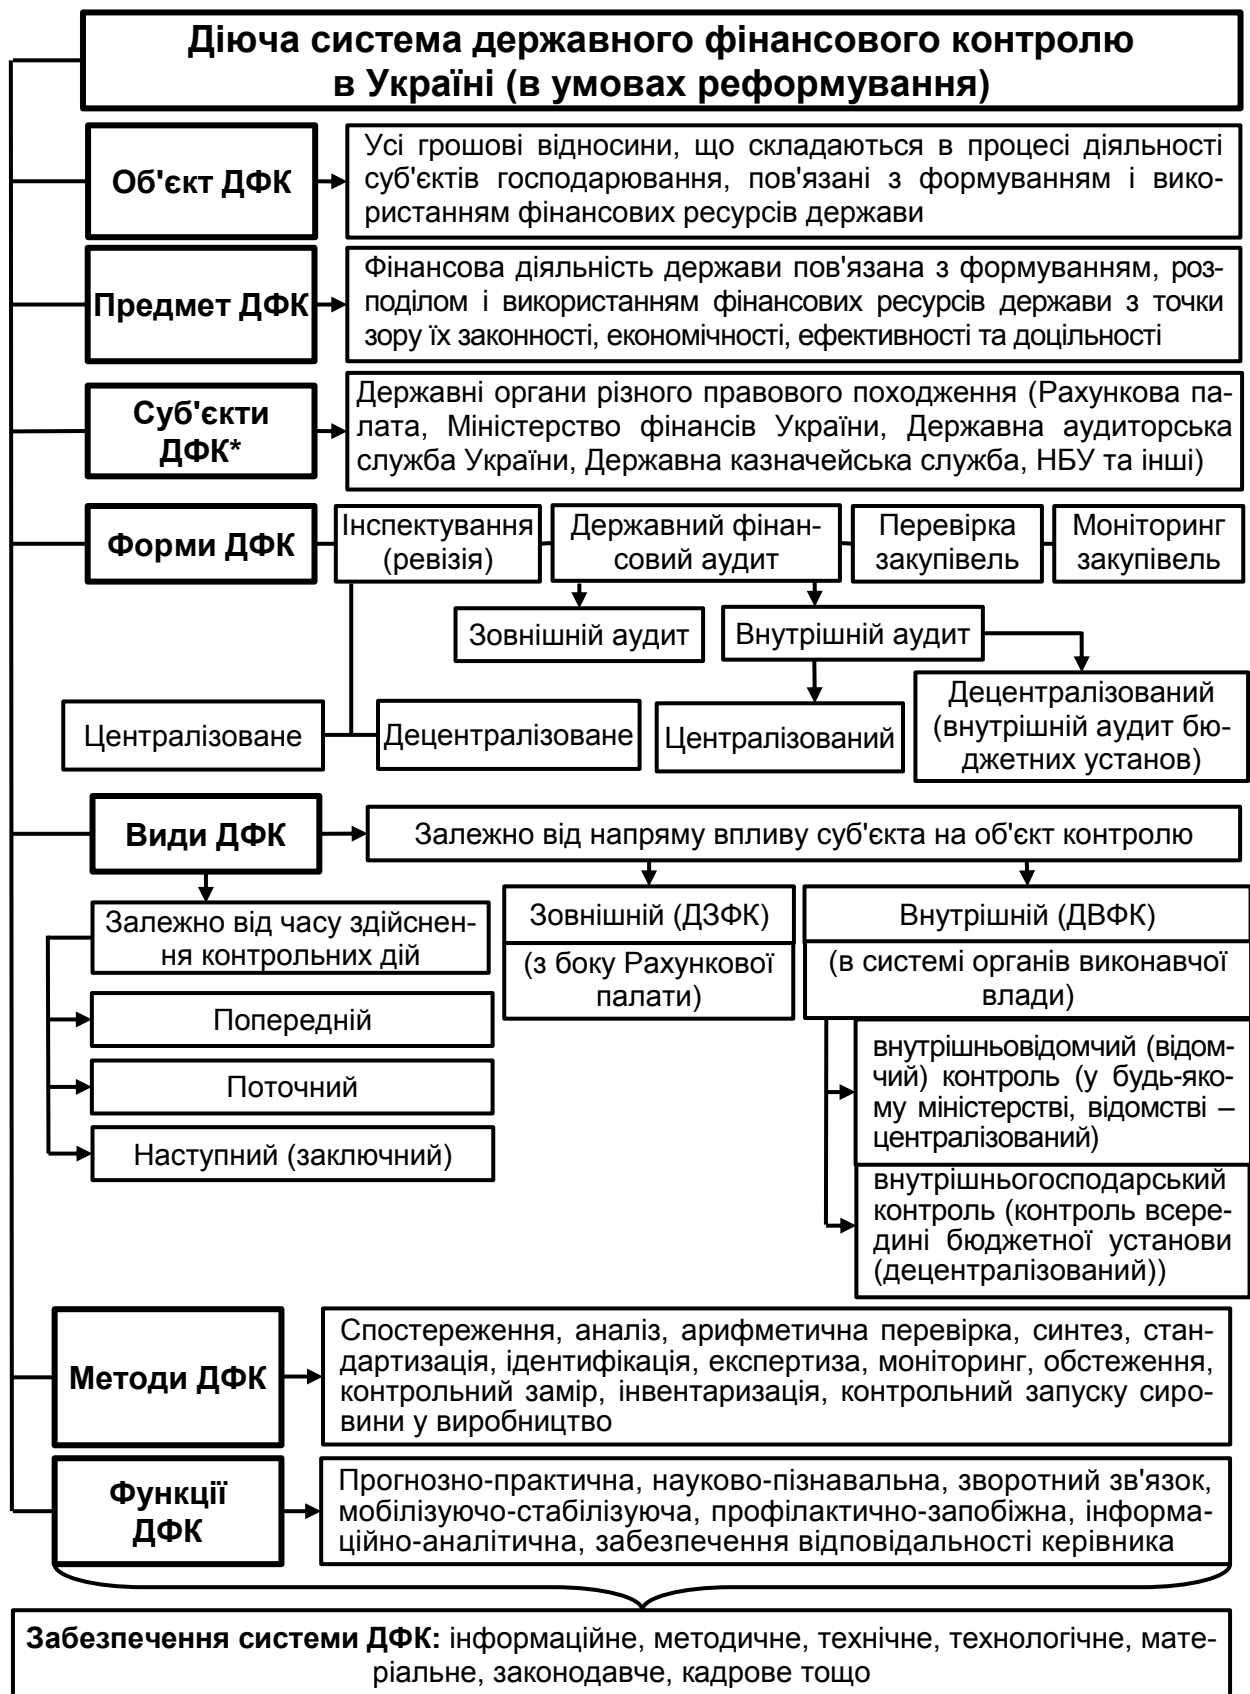 Діюча система державного фінансового контролю
в Україні (в умовах реформування)
Об'єкт ДФК
Усі грошові відносини, що складаються в процесі діяльності
суб'єктів господарювання, пов'язані з формуванням і вико-
ристанням фінансових ресурсів держави
Предмет ДФК
Фінансова діяльність держави пов'язана з формуванням, роз-
поділом і використанням фінансових ресурсів держави з точки
зору їх законності, економічності, ефективності та доцільності
Суб'єкти
ДФК*
Державні органи різного правового походження (Рахункова па-
лата, Міністерство фінансів України, Державна аудиторська
служба України, Державна казначейська служба, НБУ та інші)
Форми ДФК
Інспектування
(ревізія)
Державний фінан-
совий аудит
Перевірка
закупівель
Моніторинг
закупівель
Зовнішній аудит
Внутрішній аудит
Централізоване
Децентралізоване
Централізований
Децентралізований
(внутрішній аудит бю-
джетних установ)
Види ДФК
Залежно від напряму впливу суб'єкта на об'єкт контролю
Залежно від часу здійснен-
ня контрольних дій
Попередній
Поточний
Наступний (заключний)
Зовнішній (ДЗФК)
(з боку Рахункової
палати)
Внутрішній (ДВФК)
(в системі органів виконавчої
влади)
внутрішньовідомчий (відом-
чий) контроль (у будь-яко-
му міністерстві, відомстві –
централізований)
внутрішньогосподарський
контроль (контроль всере-
дині бюджетної установи
(децентралізований))
Методи ДФК
Спостереження, аналіз, арифметична перевірка, синтез, стан-
дартизація, ідентифікація, експертиза, моніторинг, обстеження,
контрольний замір, інвентаризація, контрольний запуску сиро-
вини у виробництво
Функції
ДФК
Прогнозно-практична, науково-пізнавальна, зворотний зв'язок,
мобілізуючо-стабілізуюча, профілактично-запобіжна, інформа-
ційно-аналітична, забезпечення відповідальності керівника
Забезпечення системи ДФК: інформаційне, методичне, технічне, технологічне, мате-
ріальне, законодавче, кадрове тощо